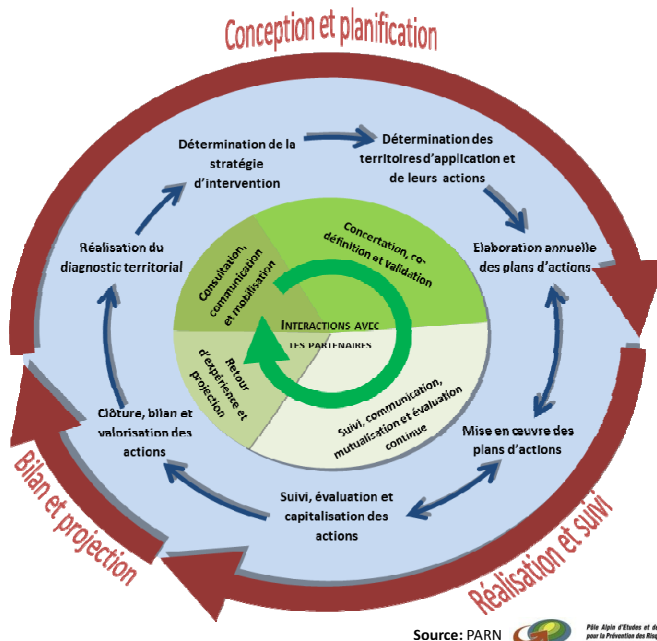 Conception et planification
Détermination de la
stratégie
d'intervention
Détermination des
territoires d'application et
de leurs actions
Réalisation du
diagnostic territorial
Elaboration annuelle
des plans d'actions
Consultation,
communication
et mobilisation
Concertation, co-
définition et validation
INTERACTIONS AVEC
LES PARTENAIRES
Retour
d'expérience et
projection
Suivi, communication,
mutualisation et évaluation
continue
Clôture, bilan et
valorisation des
actions
Mise en œuvre des
plans d'actions
Suivi, évaluation et
capitalisation des
actions
Bilan et projection
Réalisation et suivi
Source: PARN
Pôle Alpin d'Etudes et de
pour la Prévention des